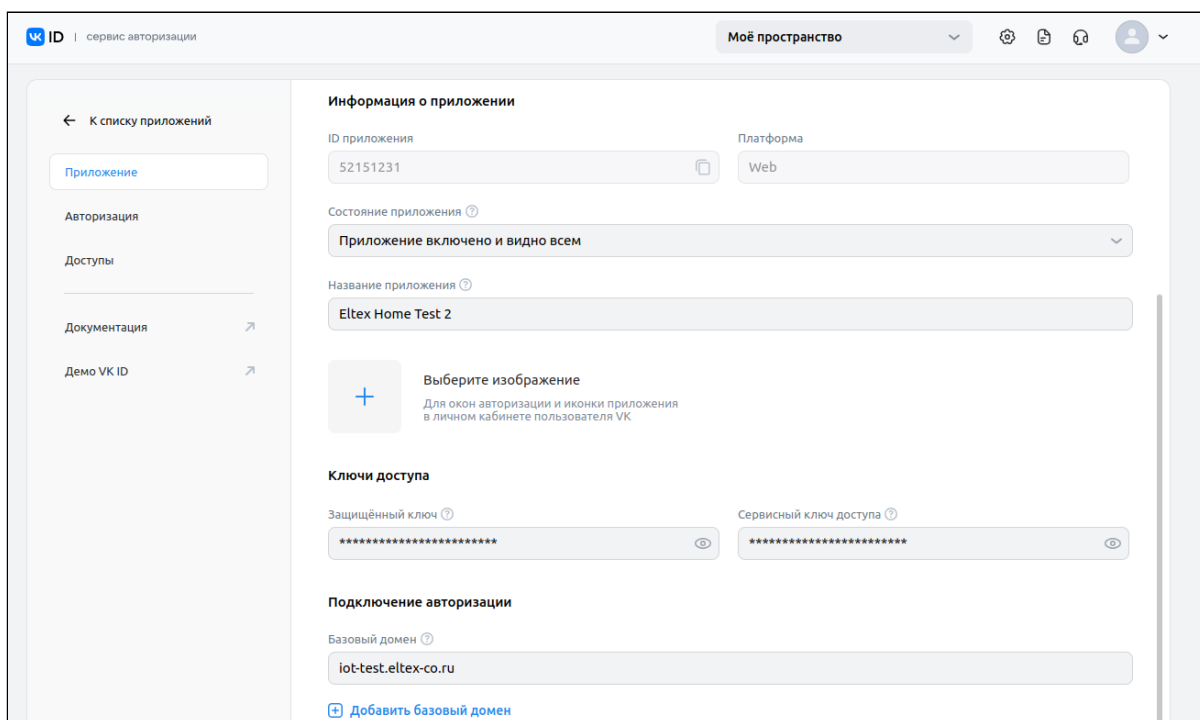 VK ID | сервис авторизации
Моё пространство
К списку приложений
Приложение
Авторизация
Доступы
Документация
Демо VK ID
Информация о приложении
ID приложения
52151231
Платформа
Web
Состояние приложения
Приложение включено и видно всем
Название приложения
Eltex Home Test 2
Выберите изображение
Для окон авторизации и иконки приложения
в личном кабинете пользователя VK
Ключи доступа
Защищённый ключ
************************
Сервисный ключ доступа
************************
Подключение авторизации
Базовый домен
iot-test.eltex-co.ru
Добавить базовый домен